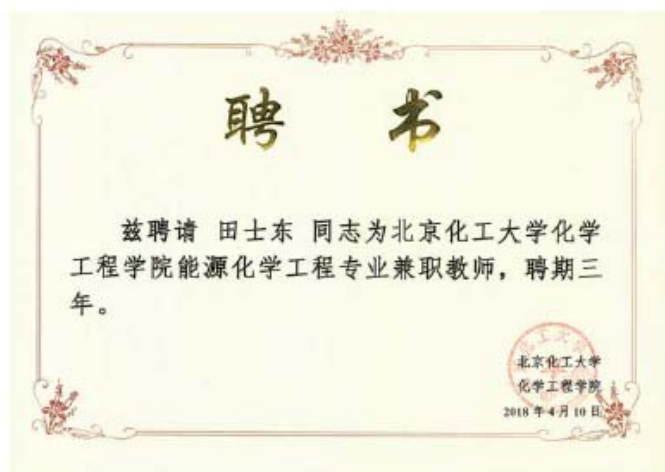 聘 书
兹聘请 田士东 同志为北京化工大学化学
工程学院能源化学工程专业兼职教师，聘期三
年。
北京化工大学
化学工程学院
2018 年 4 月 10 日